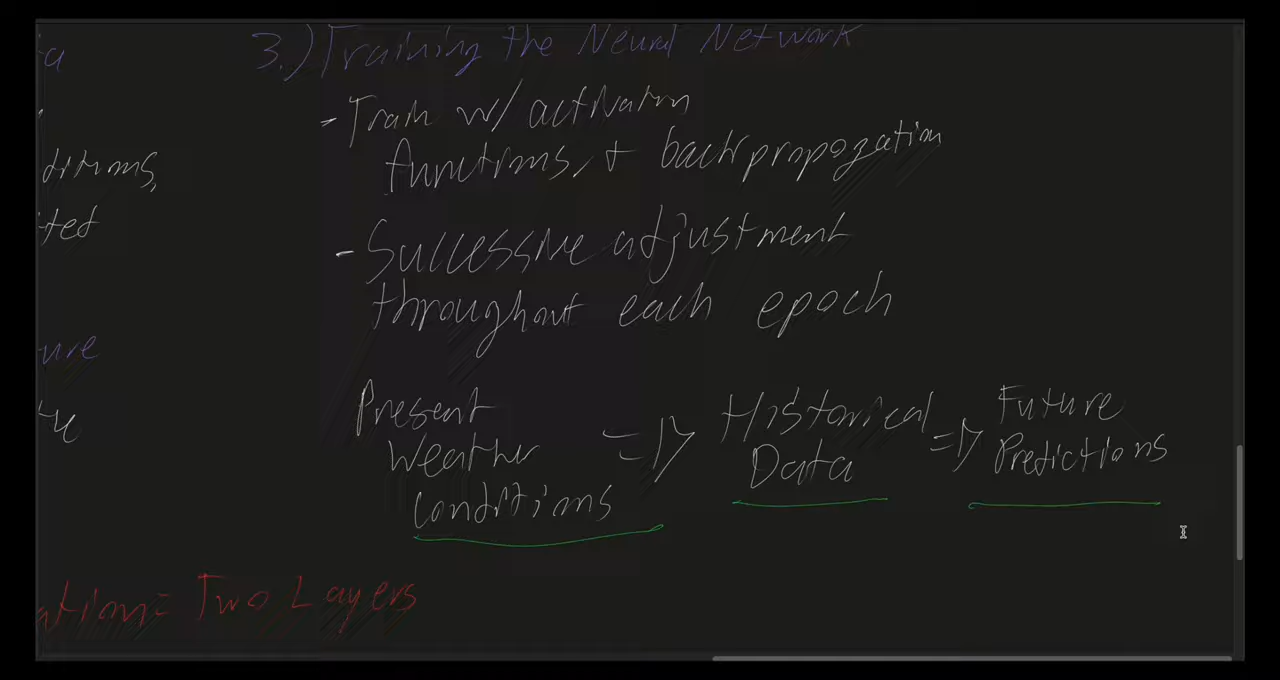 a
3.) Training the Neural Network
- Train w/ activation
functions, + backpropogation
ditions,
ited
- Successive adjustment
throughout each epoch
ure
Present
Weather
Conditions
=>
Historical
Data
=>
Future
Predictions
ation= Two Layers